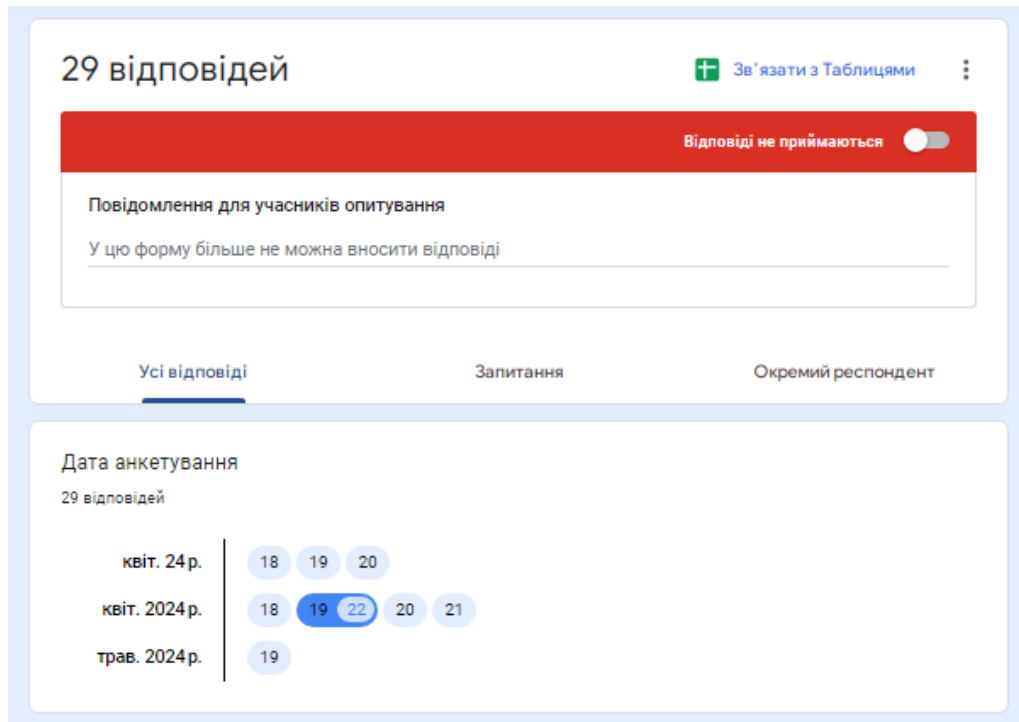 29 відповідей
Зв'язати з Таблицями
Відповіді не приймаються
Повідомлення для учасників опитування
У цю форму більше не можна вносити відповіді
Усі відповіді Запитання Окремий респондент
Дата анкетування
29 відповідей
квіт. 24 р. 18 19 20
квіт. 2024 р. 18 19 22 20 21
трав. 2024 р. 19